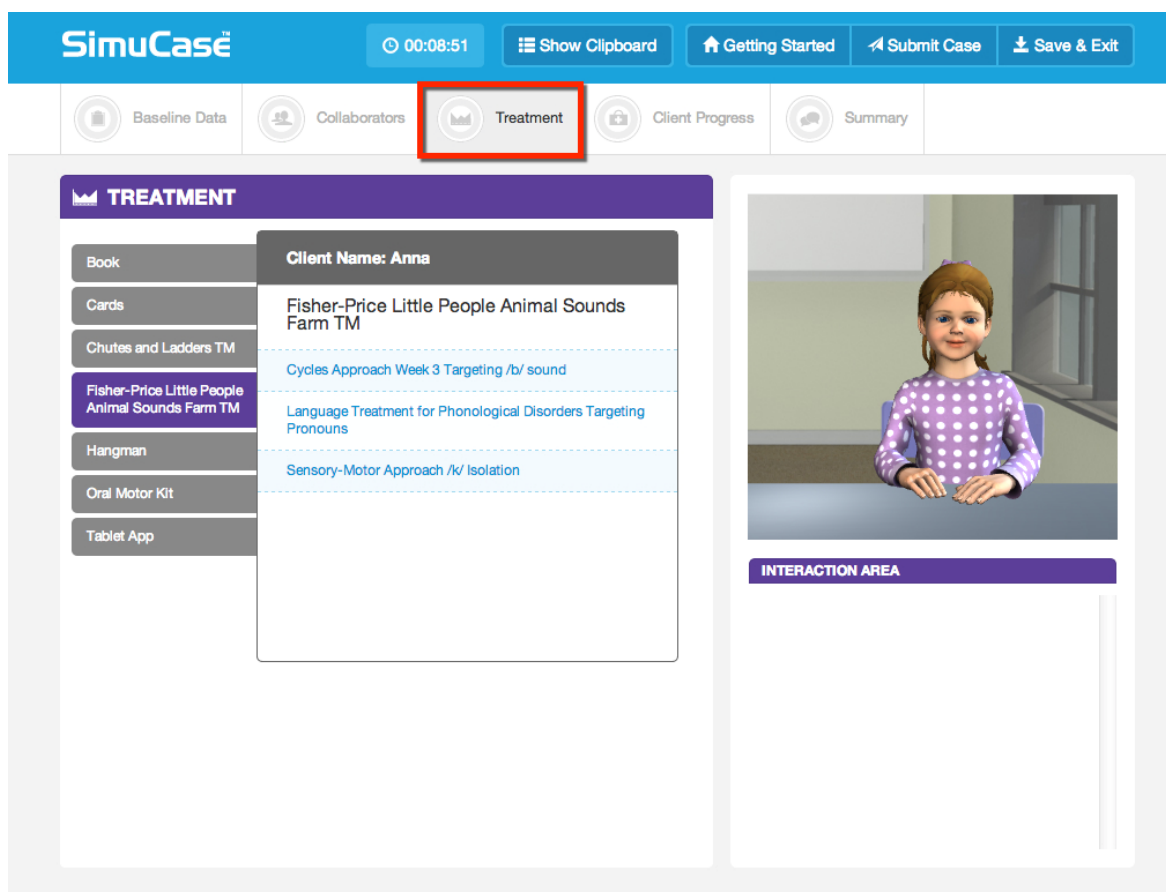 SimuCase™
00:08:51
Show Clipboard
Getting Started
Submit Case
Save & Exit
Baseline Data
Collaborators
Treatment
Client Progress
Summary
TREATMENT
Book
Cards
Chutes and Ladders TM
Fisher-Price Little People
Animal Sounds Farm TM
Hangman
Oral Motor Kit
Tablet App
Client Name: Anna
Fisher-Price Little People Animal Sounds
Farm TM
Cycles Approach Week 3 Targeting /b/ sound
Language Treatment for Phonological Disorders Targeting
Pronouns
Sensory-Motor Approach /k/ Isolation
INTERACTION AREA